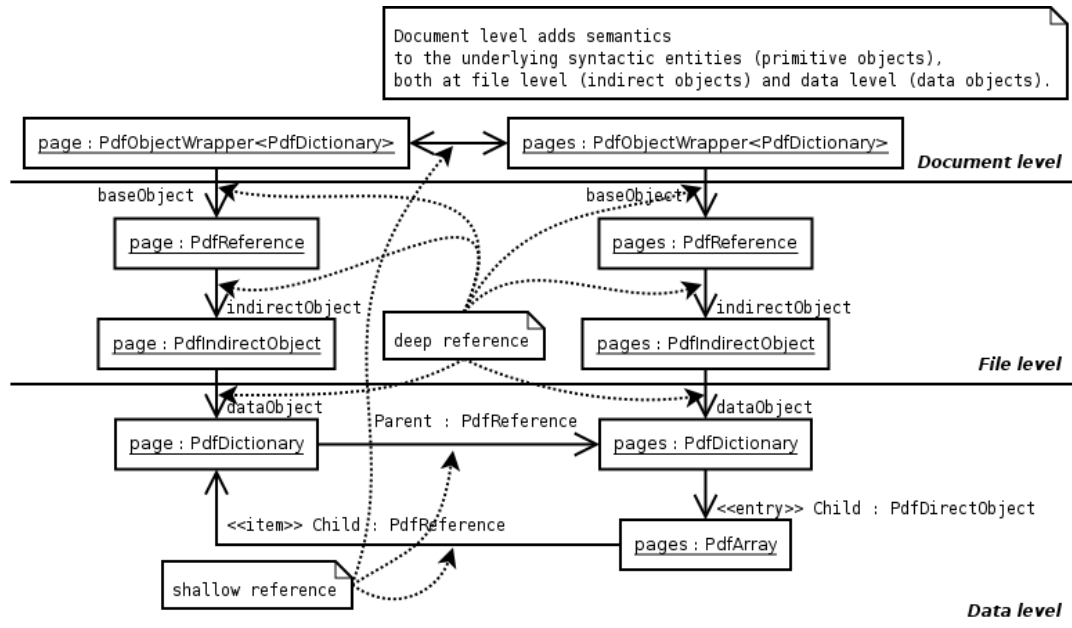 Document level adds semantics
to the underlying syntactic entities (primitive objects),
both at file level (indirect objects) and data level (data objects).
page : PdfObjectWrapper<PdfDictionary>
pages : PdfObjectWrapper<PdfDictionary>
Document level
baseObject
baseObject
page : PdfReference
pages : PdfReference
indirectObject
indirectObject
page : PdfIndirectObject
deep reference
pages : PdfIndirectObject
File level
dataObject
dataObject
Parent : PdfReference
page : PdfDictionary
pages : PdfDictionary
<<entry>> Child : PdfDirectObject
<<item>> Child : PdfReference
pages : PdfArray
shallow reference
Data level